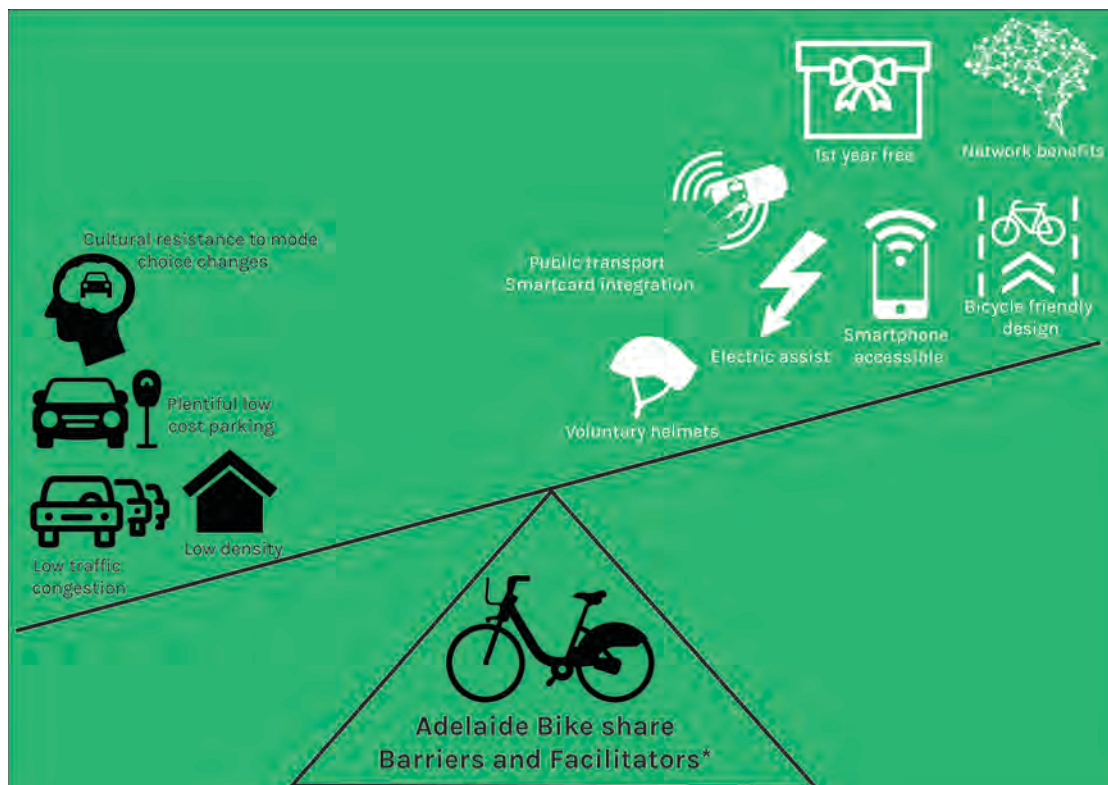 1st year free
Network benefits
Cultural resistance to mode
choice changes
Public transport
Smartcard integration
Electric assist
Smartphone
accessible
Bicycle friendly
design
Plentiful low
cost parking
Voluntary helmets
Low density
Low traffic
congestion
Adelaide Bike share
Barriers and Facilitators*